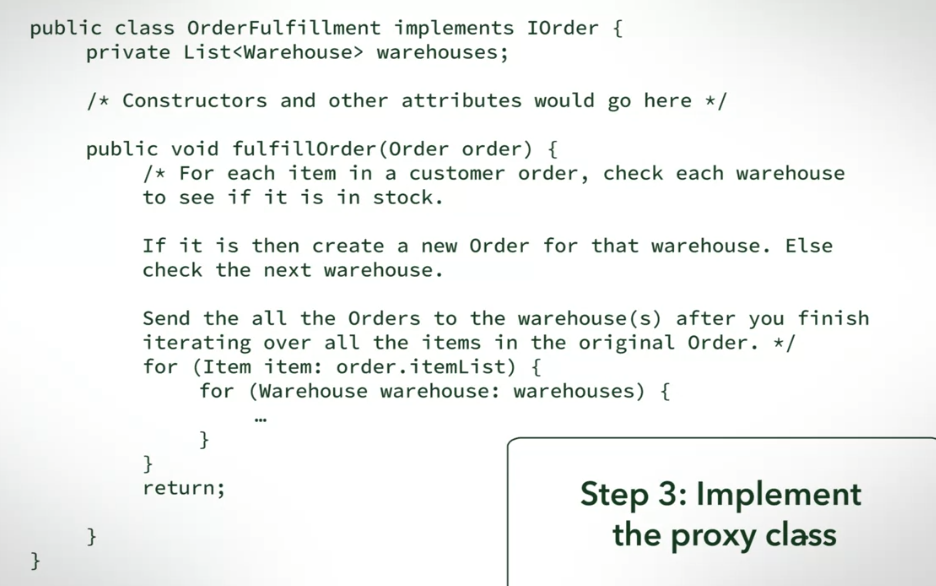 public class OrderFulfillment implements IOrder {
private List<Warehouse> warehouses;
/* Constructors and other attributes would go here */
public void fulfillOrder(Order order) {
/* For each item in a customer order, check each warehouse
to see if it is in stock.
If it is then create a new Order for that warehouse. Else
check the next warehouse.
Send the all the Orders to the warehouse(s) after you finish
iterating over all the items in the original Order. */
for (Item item: order.itemList) {
for (Warehouse warehouse: warehouses) {
…
}
}
return;
}
}
Step 3: Implement
the proxy class